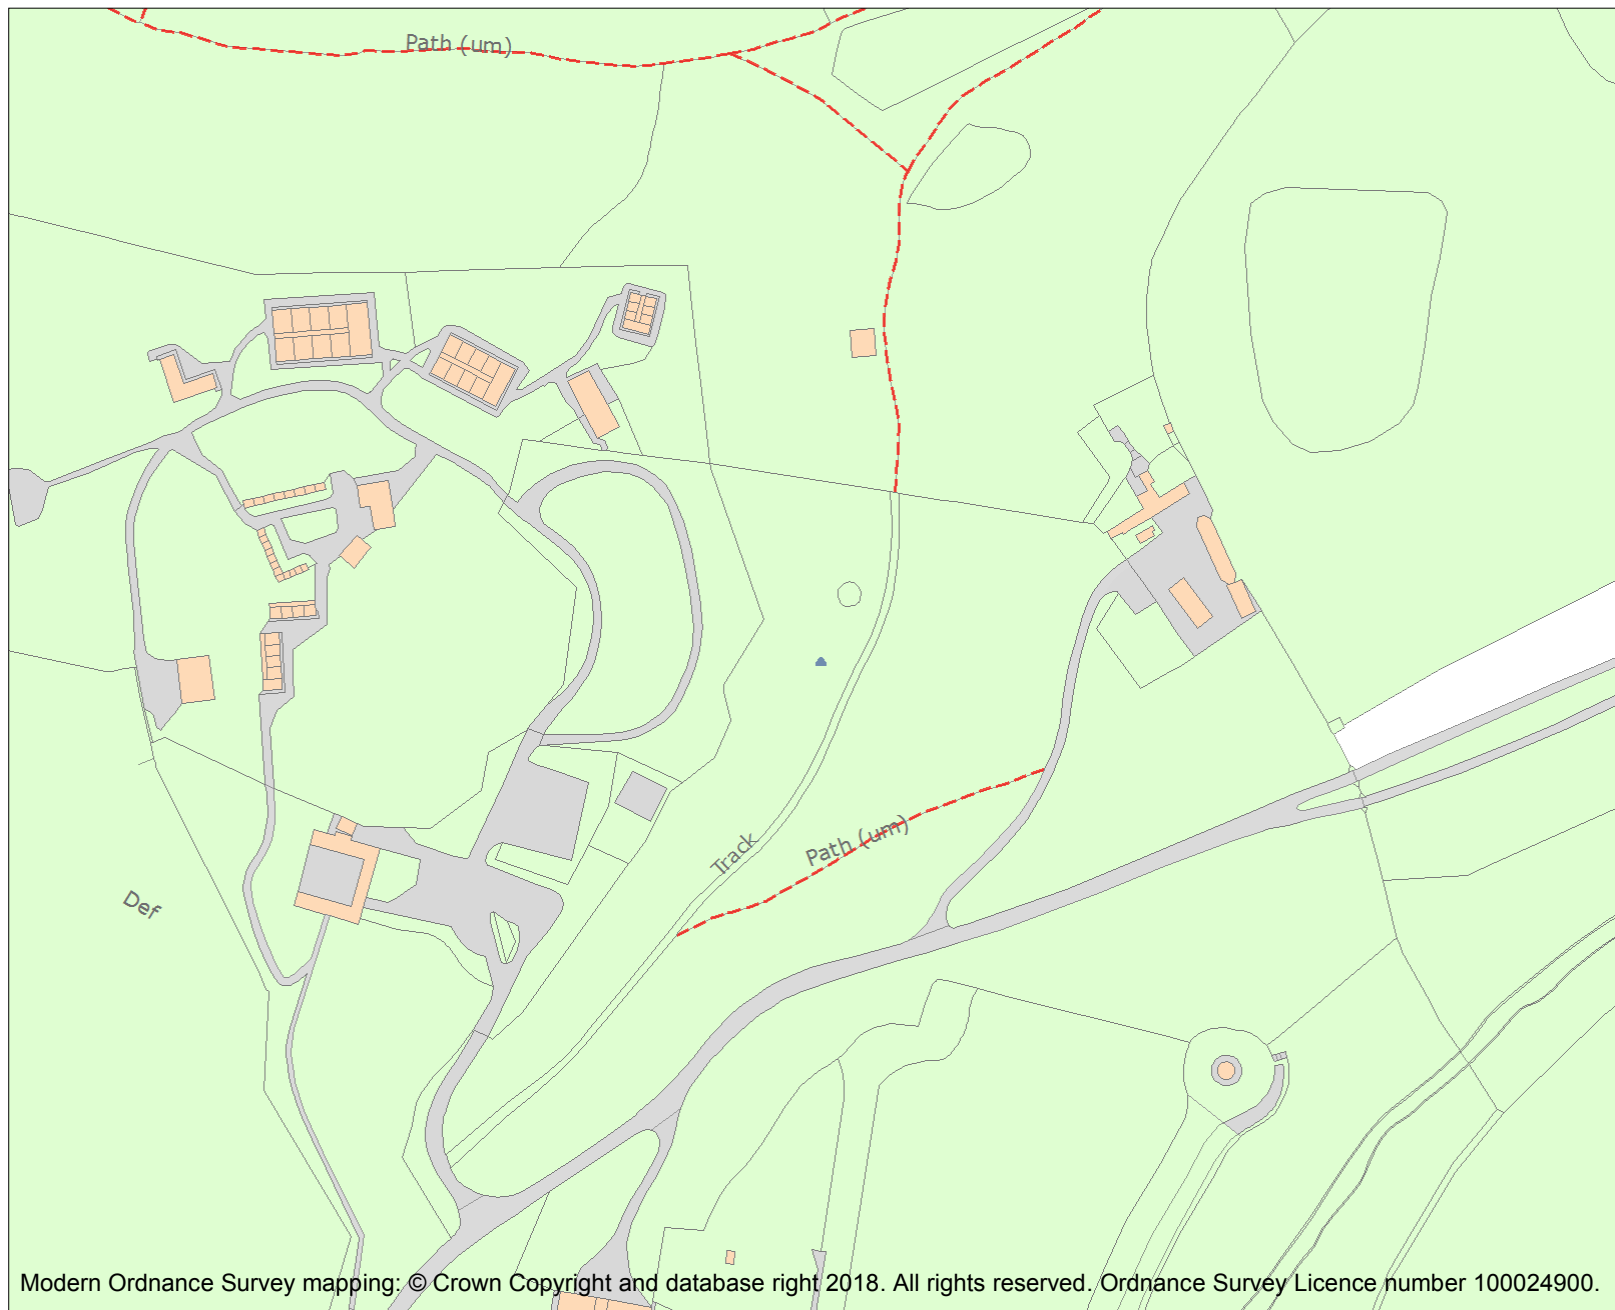 Path (um)
Track
Path (um)
Def
Modern Ordnance Survey mapping: © Crown Copyright and database right 2018. All rights reserved. Ordnance Survey Licence number 100024900.